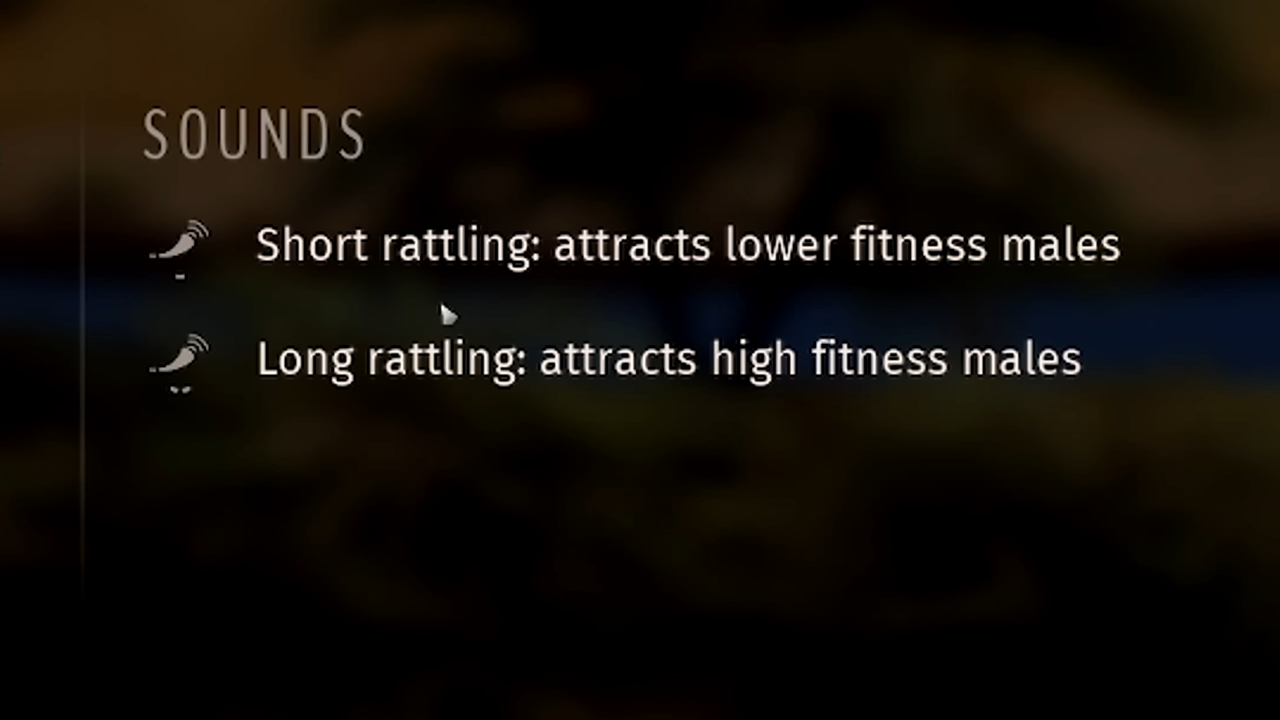 SOUNDS
Short rattling: attracts lower fitness males
Long rattling: attracts high fitness males